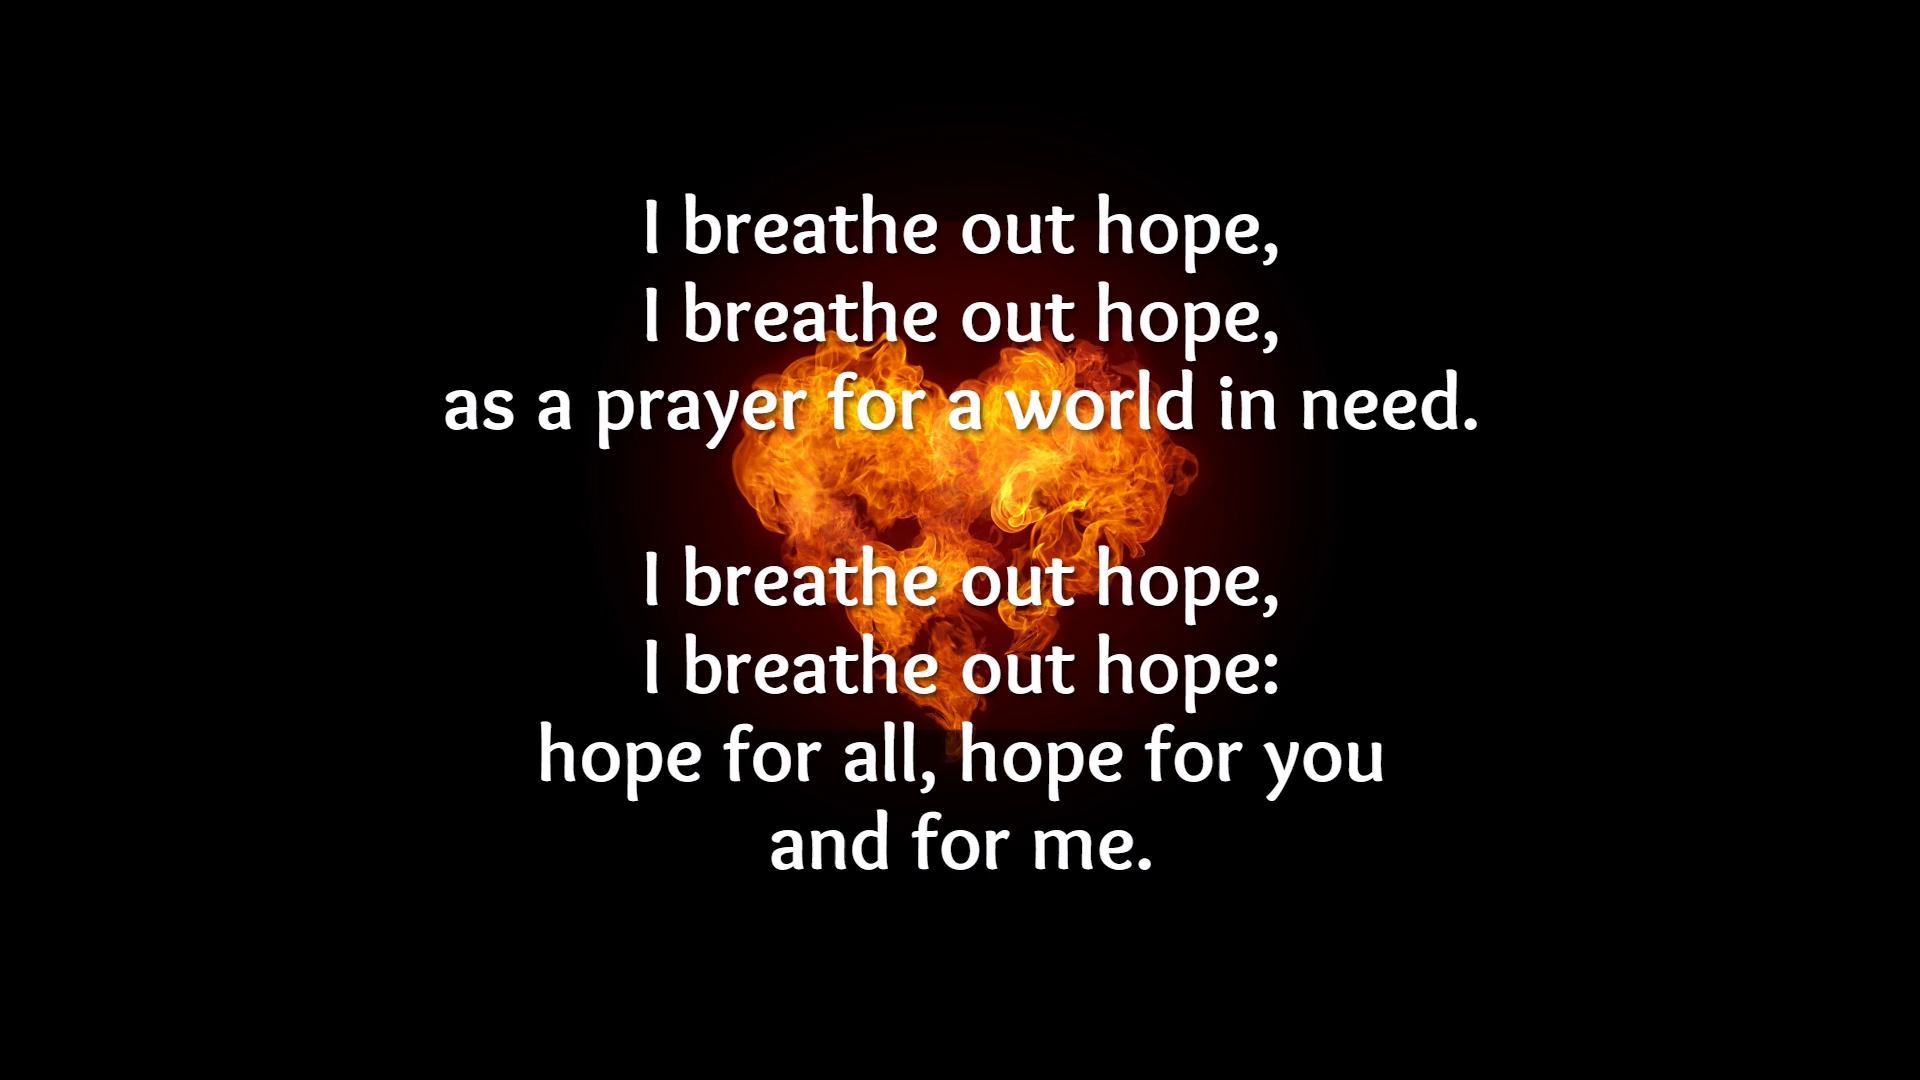 I breathe out hope,
I breathe out hope,
as a prayer for a world in need.
I breathe out hope,
I breathe out hope:
hope for all, hope for you
and for me.